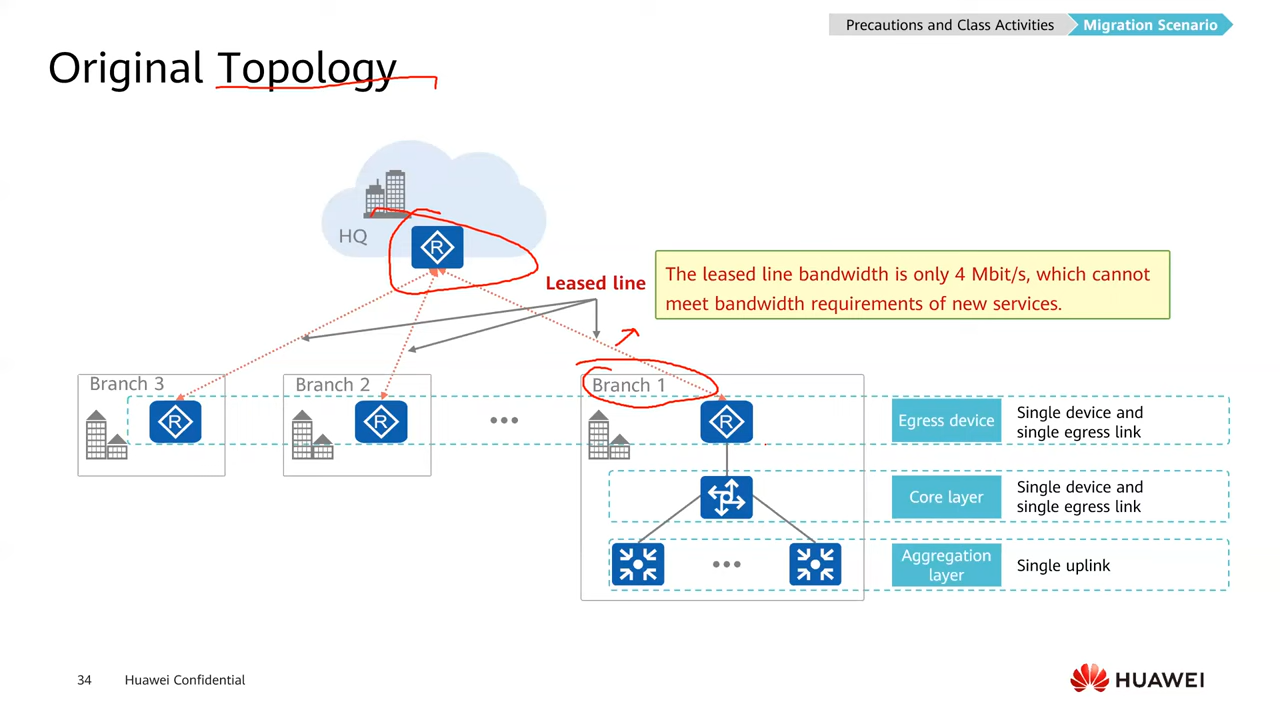 Precautions and Class Activities
Migration Scenario
Original Topology
HQ
R
Leased line
The leased line bandwidth is only 4 Mbit/s, which cannot
meet bandwidth requirements of new services.
Branch 3
Branch 2
Branch 1
R
R
...
R
Egress device
Single device and
single egress link
Core layer
Single device and
single egress link
Aggregation
layer
...
Single uplink
34
Huawei Confidential
HUAWEI